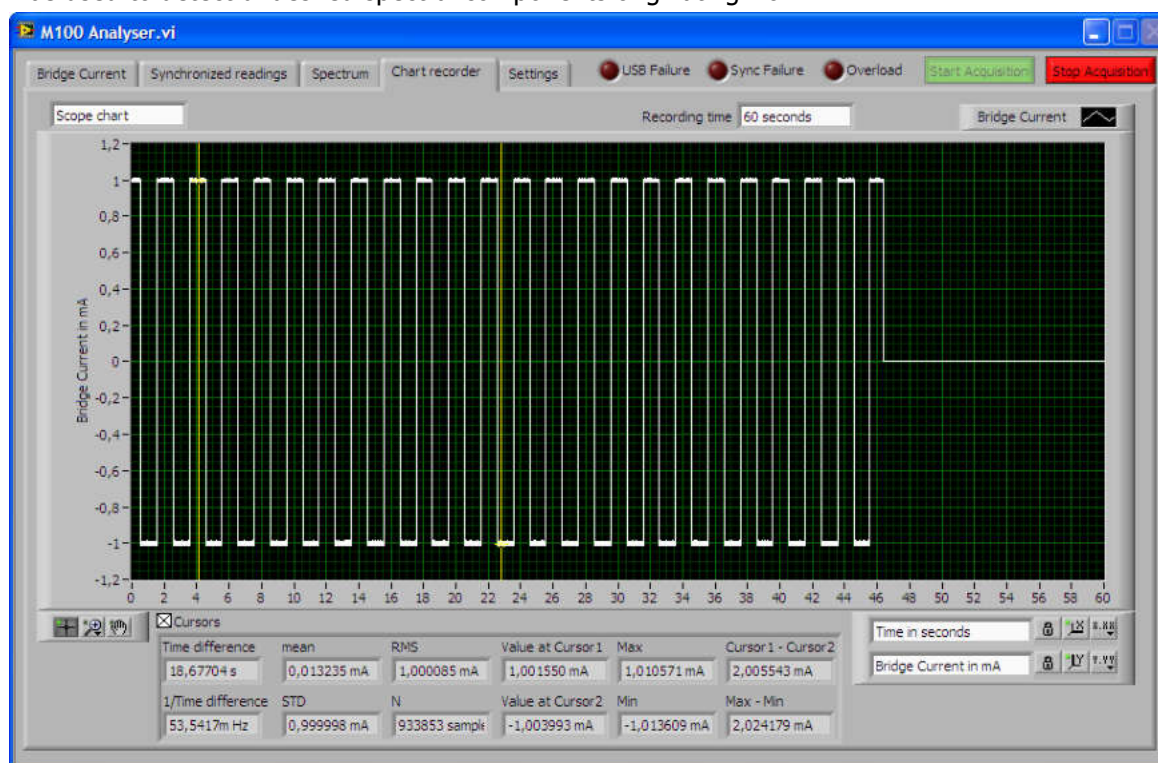 M100 Analyser.vi
Bridge Current Synchronized readings Spectrum Chart recorder Settings USB Failure Sync Failure Overload Start Acquisition Stop Acquisition
Scope chart Recording time 60 seconds Bridge Current
1,2-
1-
0,8-
0,6-
0,4-
0,2-
0-
-0,2-
-0,4-
-0,6-
-0,8-
-1-
-1,2-
Bridge Current in mA
0 2 4 6 8 10 12 14 16 18 20 22 24 26 28 30 32 34 36 38 40 42 44 46 48 50 52 54 56 58 60
Cursors
Time difference mean RMS Value at Cursor1 Max Cursor1 - Cursor2
18,67704 s 0,013235 mA 1,000085 mA 1,001550 mA 1,010571 mA 2,005543 mA
1/Time difference STD N Value at Cursor2 Min Max - Min
53,5417m Hz 0,999998 mA 933853 sample -1,003993 mA -1,013609 mA 2,024179 mA
Time in seconds
Bridge Current in mA